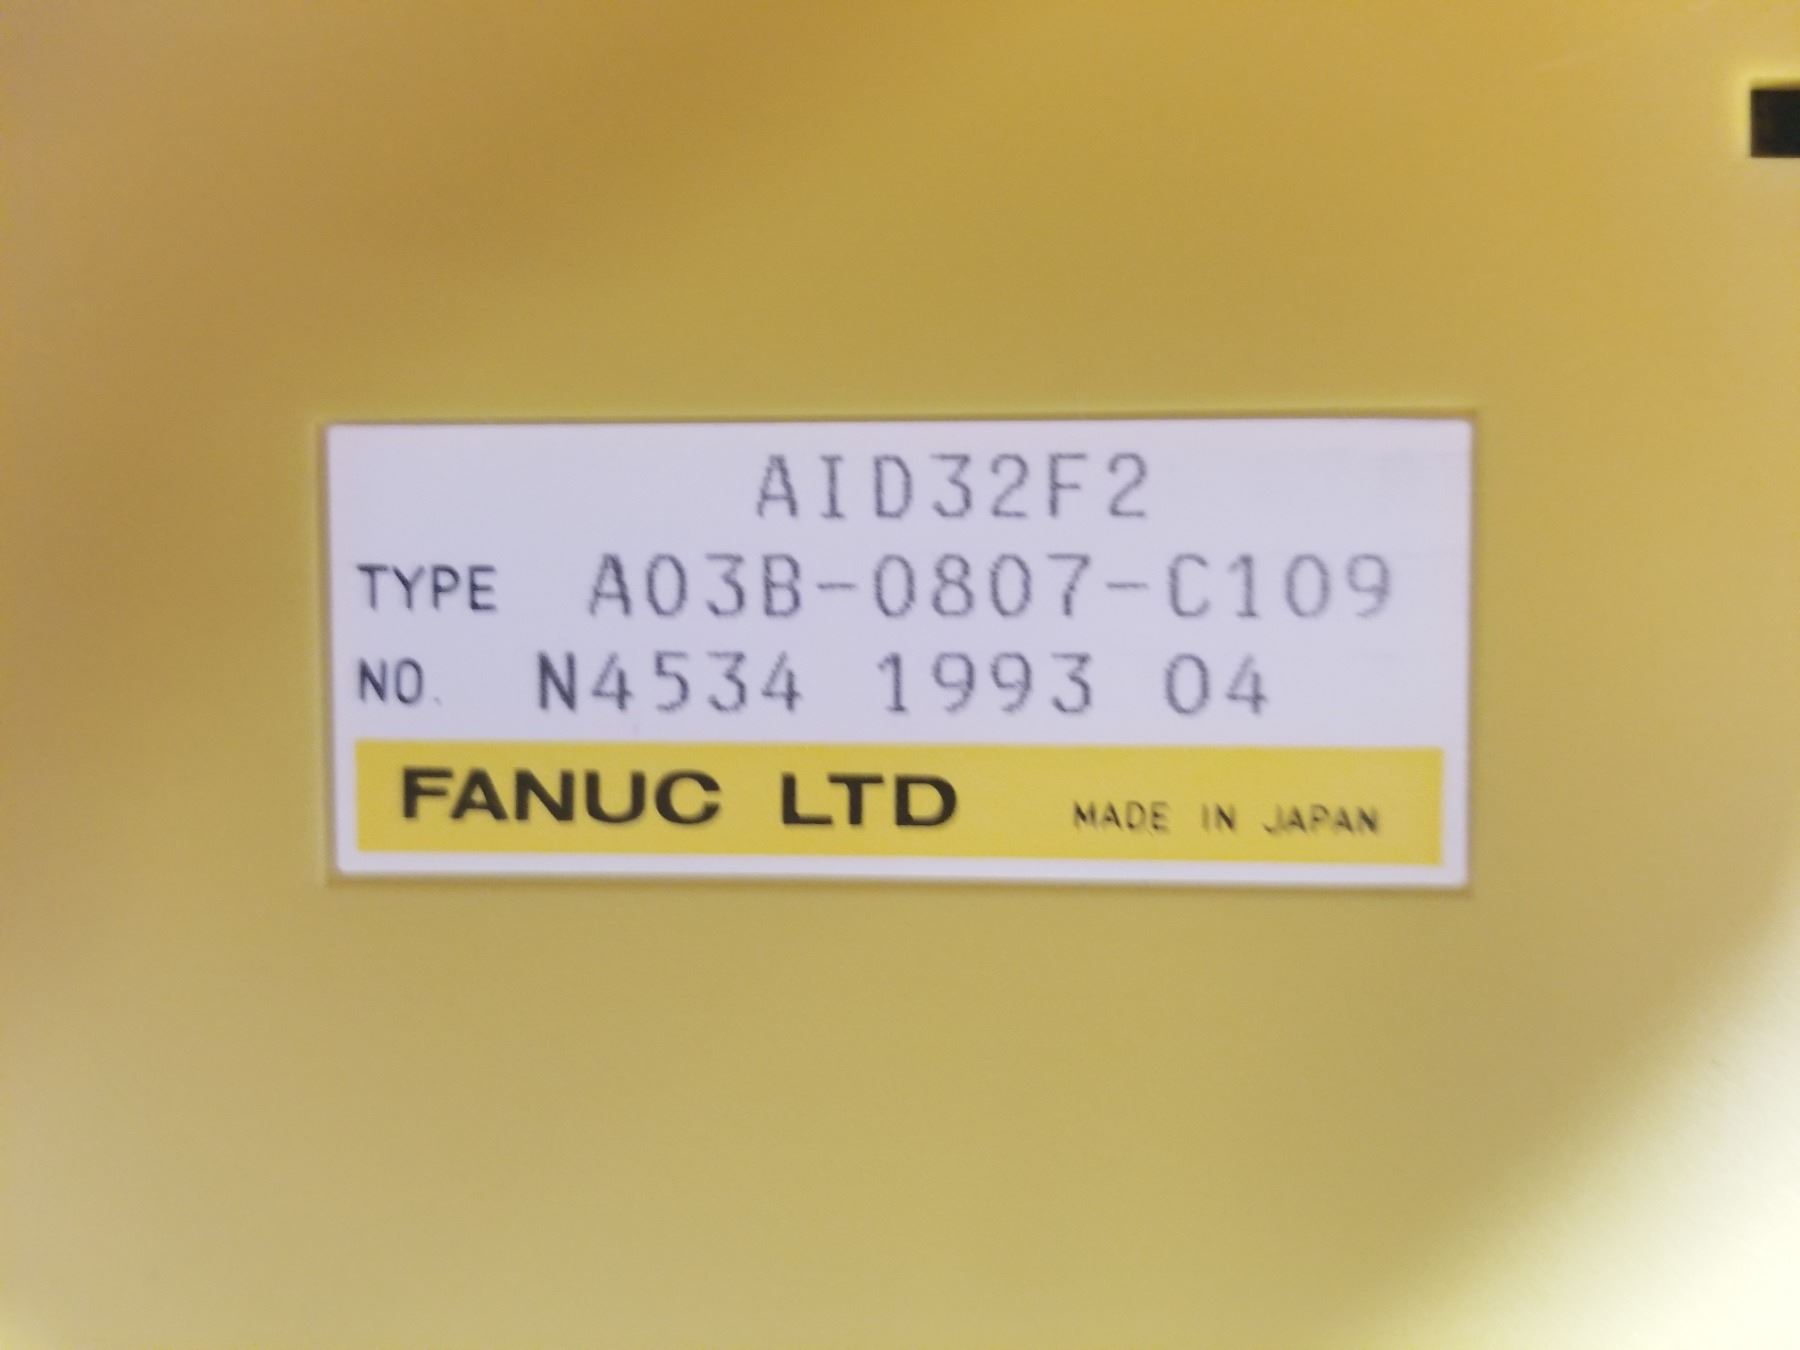 AID32F2
TYPE A03B-0807-C109
NO. N4534 1993 04
FANUC LTD MADE IN JAPAN